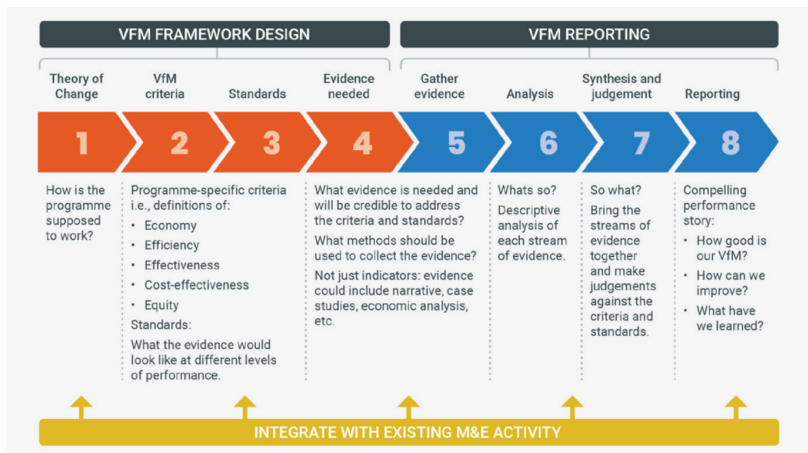 VFM FRAMEWORK DESIGN
VFM REPORTING
Theory of
Change
VfM
criteria
Standards
Evidence
needed
Gather
evidence
Analysis
Synthesis and
judgement
Reporting
1
2
3
4
5
6
7
8
How is the
programme
supposed
to work?
Programme-specific criteria
i.e., definitions of:
• Economy
• Efficiency
• Effectiveness
• Cost-effectiveness
• Equity
Standards:
What the evidence would
look like at different levels
of performance.
What evidence is needed and
will be credible to address
the criteria and standards?
What methods should be
used to collect the evidence?
Not just indicators: evidence
could include narrative, case
studies, economic analysis,
etc.
Whats so?
Descriptive
analysis of
each stream
of evidence.
So what?
Bring the
streams of
evidence
together
and make
judgements
against the
criteria and
standards.
Compelling
performance
story:
• How good is
our VfM?
• How can we
improve?
• What have
we learned?
INTEGRATE WITH EXISTING M&E ACTIVITY